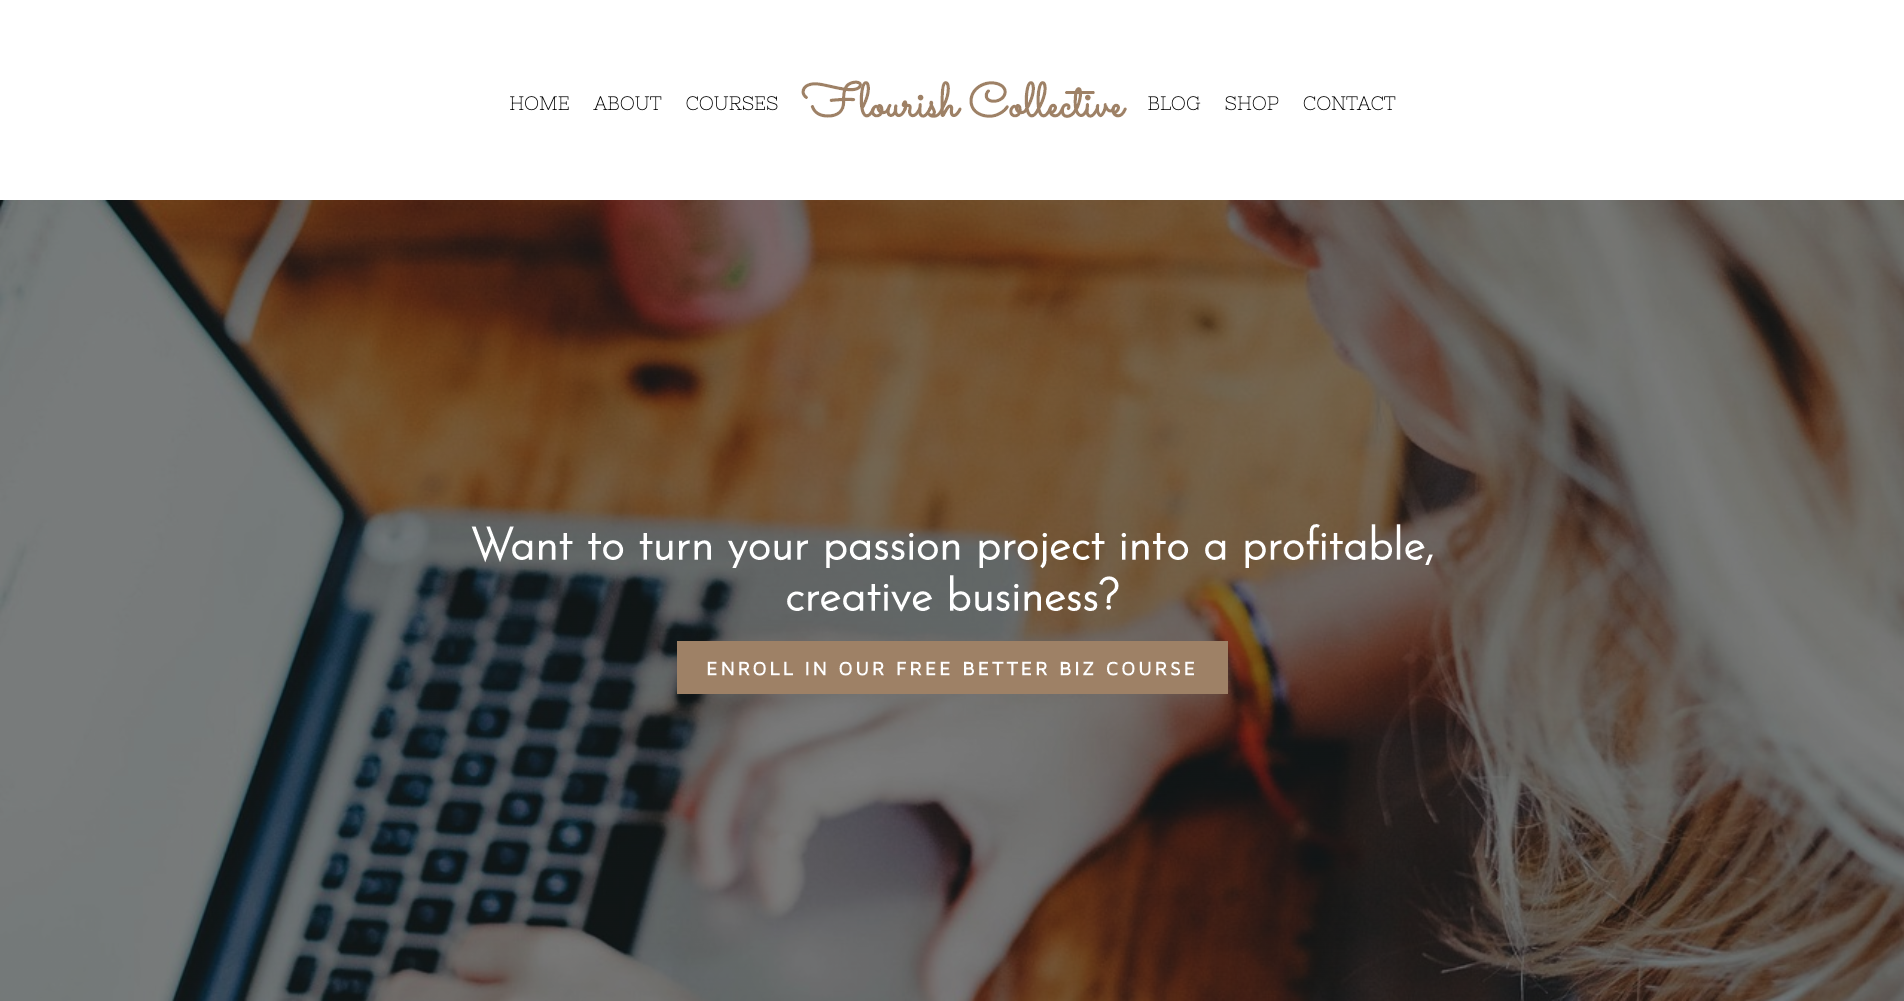 HOME ABOUT COURSES Flourish Collective BLOG SHOP CONTACT
Want to turn your passion project into a profitable,
creative business?
ENROLL IN OUR FREE BETTER BIZ COURSE